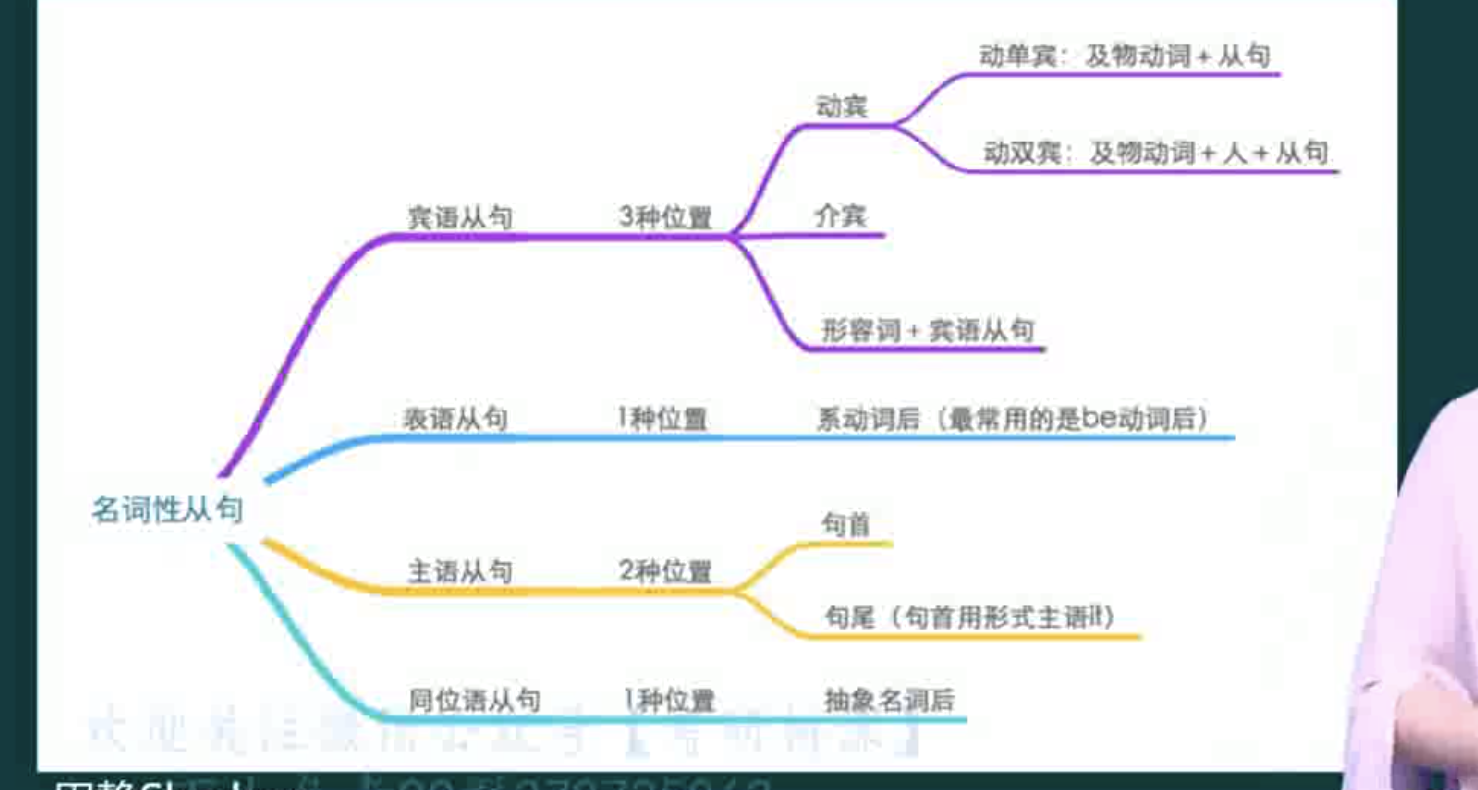 动单宾：及物动词+从句
动宾
动双宾：及物动词+人+从句
宾语从句 3种位置 介宾
形容词+宾语从句
表语从句 1种位置 系动词后（最常用的是be动词后）
名词性从句
句首
主语从句 2种位置
句尾（句首用形式主语it）
同位语从句 1种位置 抽象名词后